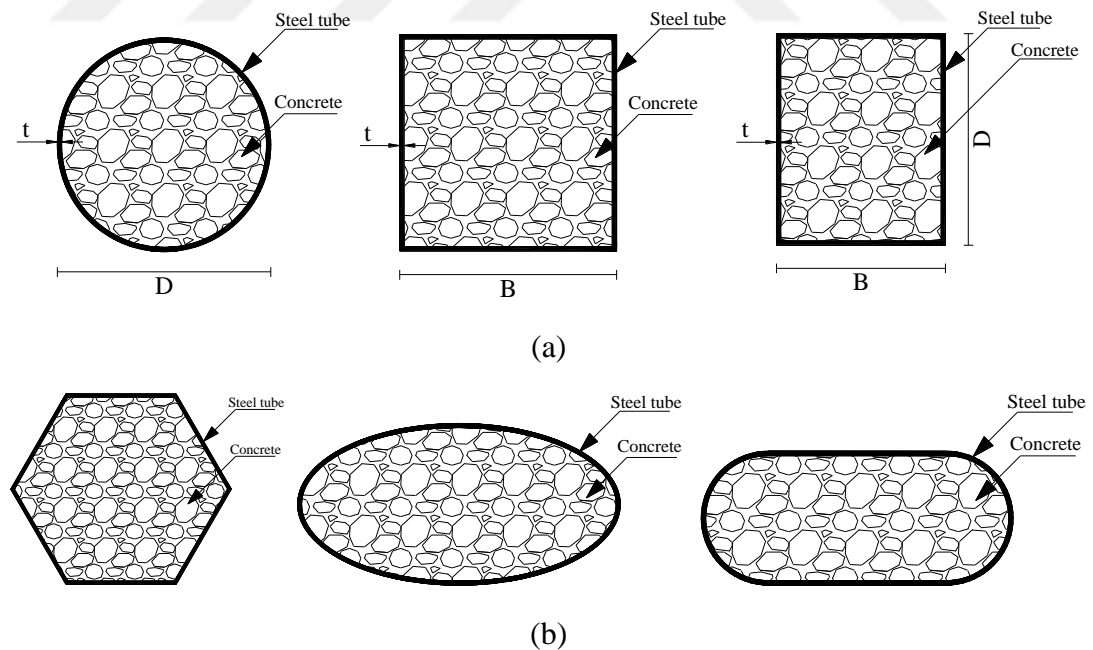 Steel tube
Concrete
t
D
Steel tube
Concrete
t
B
Steel tube
Concrete
t
D
B
(a)
Steel tube
Concrete
Steel tube
Concrete
Steel tube
Concrete
(b)